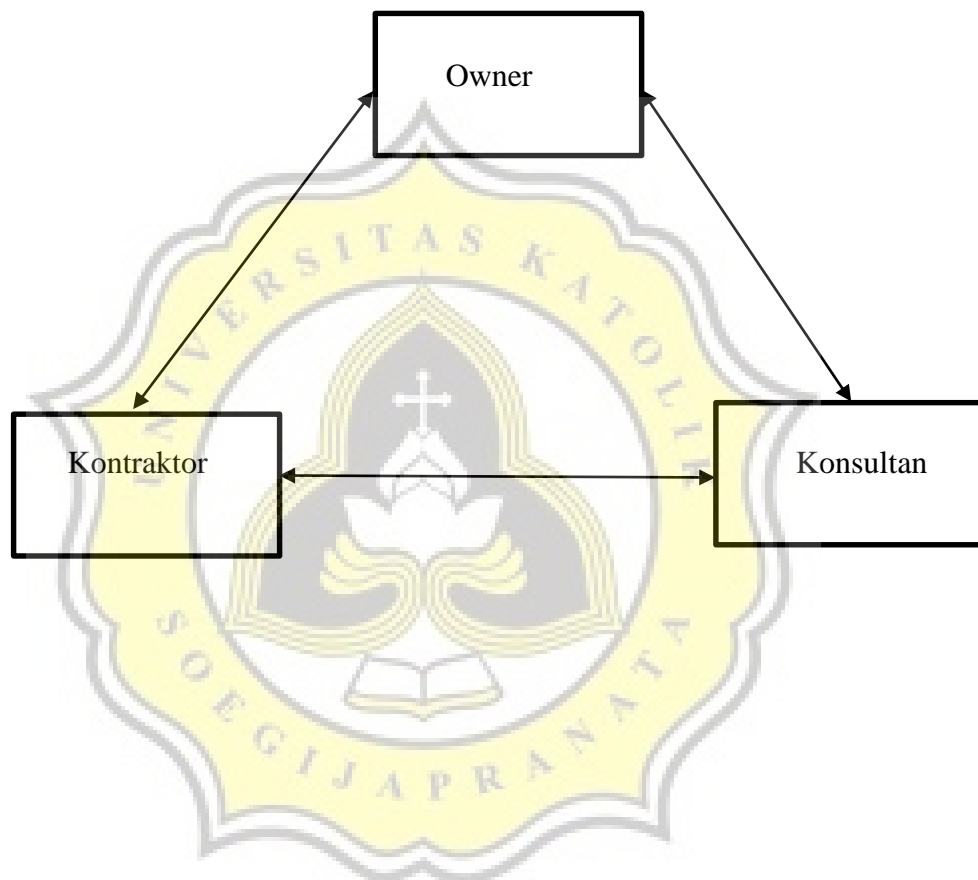 Owner
UNIVERSITAS KATOLIK
Kontraktor
Konsultan
SOEGIJAPRANATA